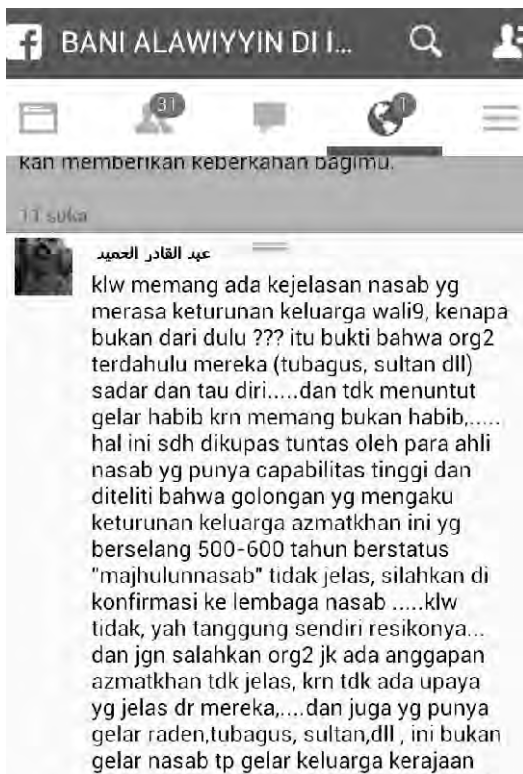 f BANI ALAWIYYIN DI I...
31
1
kan memberikan keberkahan bagimu.
11 suka
عبد القادر الحميد
klw memang ada kejelasan nasab yg
merasa keturunan keluarga wali9, kenapa
bukan dari dulu ??? itu bukti bahwa org2
terdahulu mereka (tubagus, sultan dll)
sadar dan tau diri.....dan tdk menuntut
gelar habib krn memang bukan habib,.....
hal ini sdh dikupas tuntas oleh para ahli
nasab yg punya capabilitas tinggi dan
diteliti bahwa golongan yg mengaku
keturunan keluarga azmatkhan ini yg
berselang 500-600 tahun berstatus
"majhulunnasab" tidak jelas, silahkan di
konfirmasi ke lembaga nasab .....klw
tidak, yah tanggung sendiri resikonya...
dan jgn salahkan org2 jk ada anggapan
azmatkhan tdk jelas, krn tdk ada upaya
yg jelas dr mereka,....dan juga yg punya
gelar raden,tubagus, sultan,dll , ini bukan
gelar nasab tp gelar keluarga kerajaan